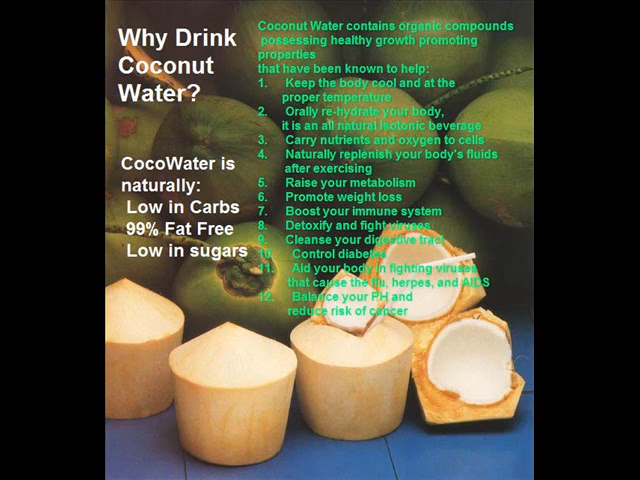 Why Drink
Coconut
Water?
CocoWater is
naturally:
Low in Carbs
99% Fat Free
Low in sugars
Coconut Water contains organic compounds
possessing healthy growth promoting
properties
that have been known to help:
1. Keep the body cool and at the
proper temperature
2. Orally re-hydrate your body,
it is an all natural isotonic beverage
3. Carry nutrients and oxygen to cells
4. Naturally replenish your body's fluids
after exercising
5. Raise your metabolism
6. Promote weight loss
7. Boost your immune system
8. Detoxify and fight viruses
9. Cleanse your digestive tract
10. Control diabetes
11. Aid your body in fighting viruses
that cause the flu, herpes, and AIDS
12. Balance your PH and
reduce risk of cancer